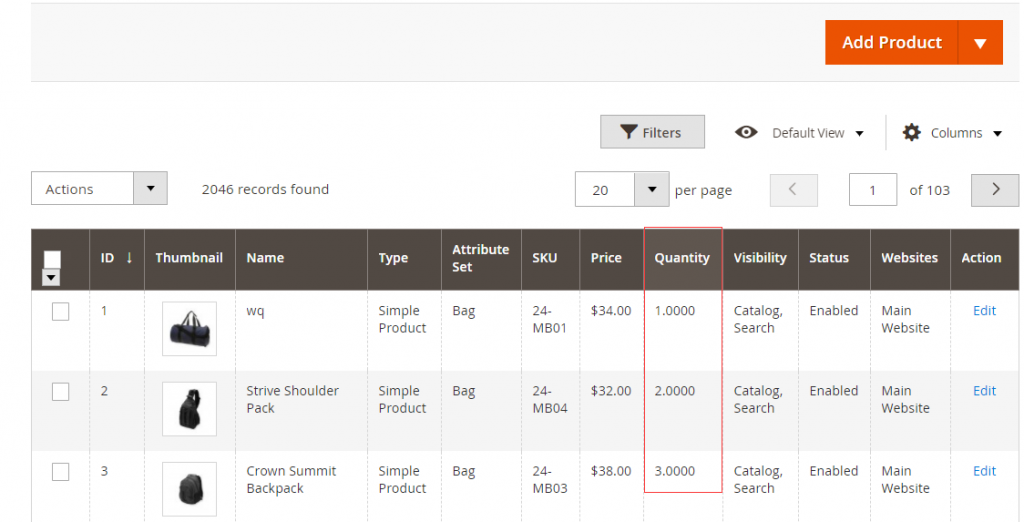 Add Product
Filters
Default View
Columns
Actions
2046 records found
20
per page
1
of 103
ID ↓ Thumbnail Name Type Attribute Set SKU Price Quantity Visibility Status Websites Action
1 wq Simple Product Bag 24-MB01 $34.00 1.0000 Catalog, Search Enabled Main Website Edit
2 Strive Shoulder Pack Simple Product Bag 24-MB04 $32.00 2.0000 Catalog, Search Enabled Main Website Edit
3 Crown Summit Backpack Simple Product Bag 24-MB03 $38.00 3.0000 Catalog, Search Enabled Main Website Edit